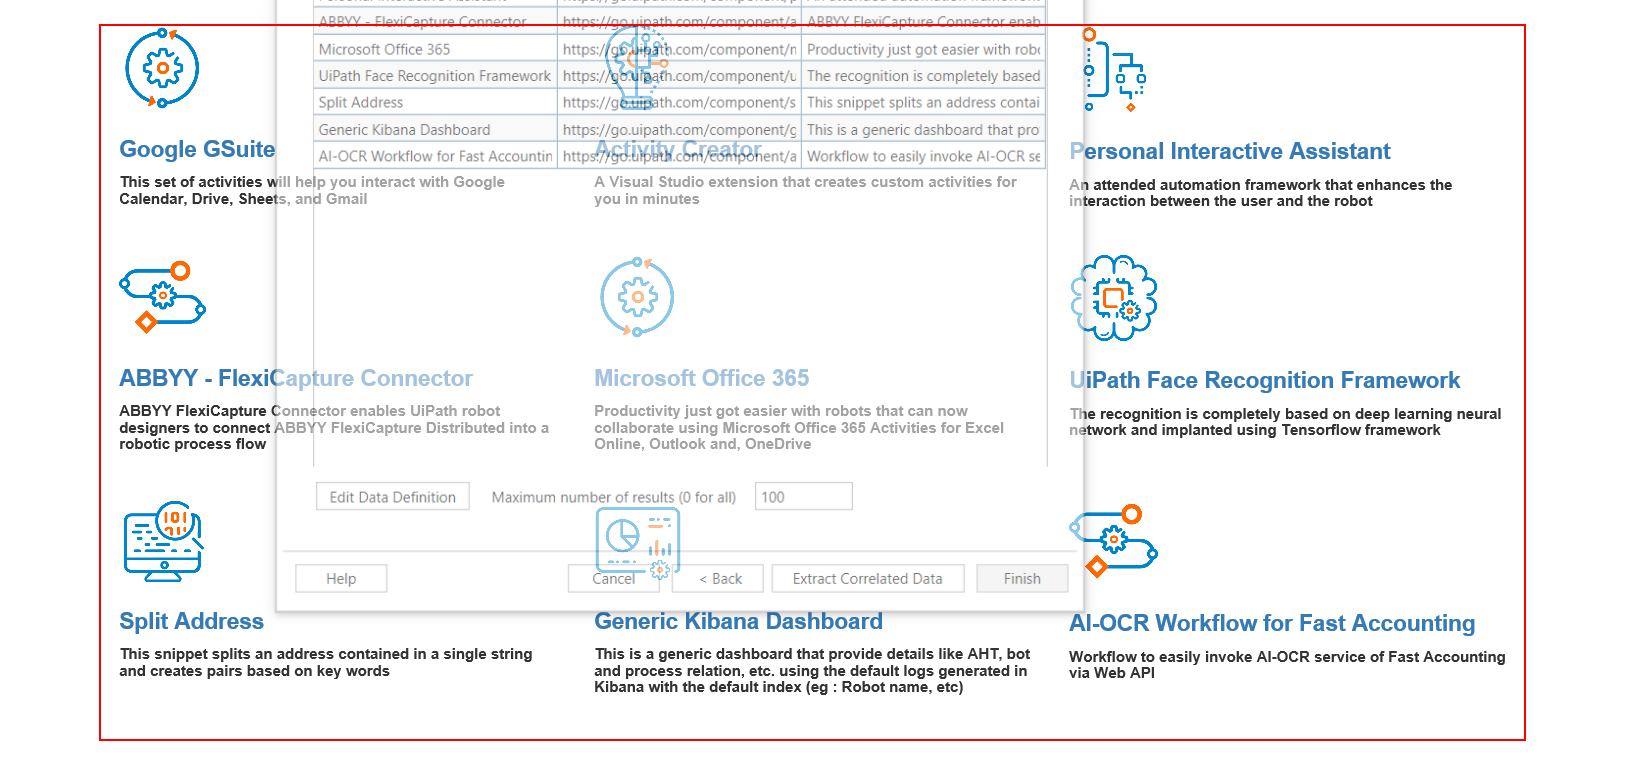 ABBYY - FlexiCapture Connector https://go.uipath.com/component/a ABBYY FlexiCapture Connector enab
Microsoft Office 365 https://go.uipath.com/component/r Productivity just got easier with robo
UiPath Face Recognition Framework https://go.uipath.com/component/u The recognition is completely based
Split Address https://go.uipath.com/component/s This snippet splits an address contai
Generic Kibana Dashboard https://go.uipath.com/component/g This is a generic dashboard that pro
AI-OCR Workflow for Fast Accountin https://go.uipath.com/component/a Workflow to easily invoke AI-OCR se
Google GSuite
This set of activities will help you interact with Google
Calendar, Drive, Sheets, and Gmail
Activity Creator
A Visual Studio extension that creates custom activities for
you in minutes
Personal Interactive Assistant
An attended automation framework that enhances the
interaction between the user and the robot
ABBYY - FlexiCapture Connector
ABBYY FlexiCapture Connector enables UiPath robot
designers to connect ABBYY FlexiCapture Distributed into a
robotic process flow
Microsoft Office 365
Productivity just got easier with robots that can now
collaborate using Microsoft Office 365 Activities for Excel
Online, Outlook and, OneDrive
UiPath Face Recognition Framework
The recognition is completely based on deep learning neural
network and implanted using Tensorflow framework
Edit Data Definition Maximum number of results (0 for all) 100
Help Cancel < Back Extract Correlated Data Finish
Split Address
This snippet splits an address contained in a single string
and creates pairs based on key words
Generic Kibana Dashboard
This is a generic dashboard that provide details like AHT, bot
and process relation, etc. using the default logs generated in
Kibana with the default index (eg : Robot name, etc)
AI-OCR Workflow for Fast Accounting
Workflow to easily invoke AI-OCR service of Fast Accounting
via Web API